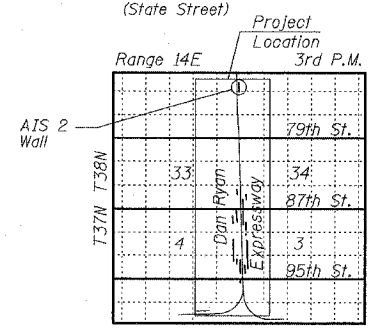 (State Street)
Project
Location
Range 14E
3rd P.M.
AIS 2
Wall
79th St.
T38N
33
34
87th St.
T37N
Dan Ryan
Expressway
4
3
95th St.